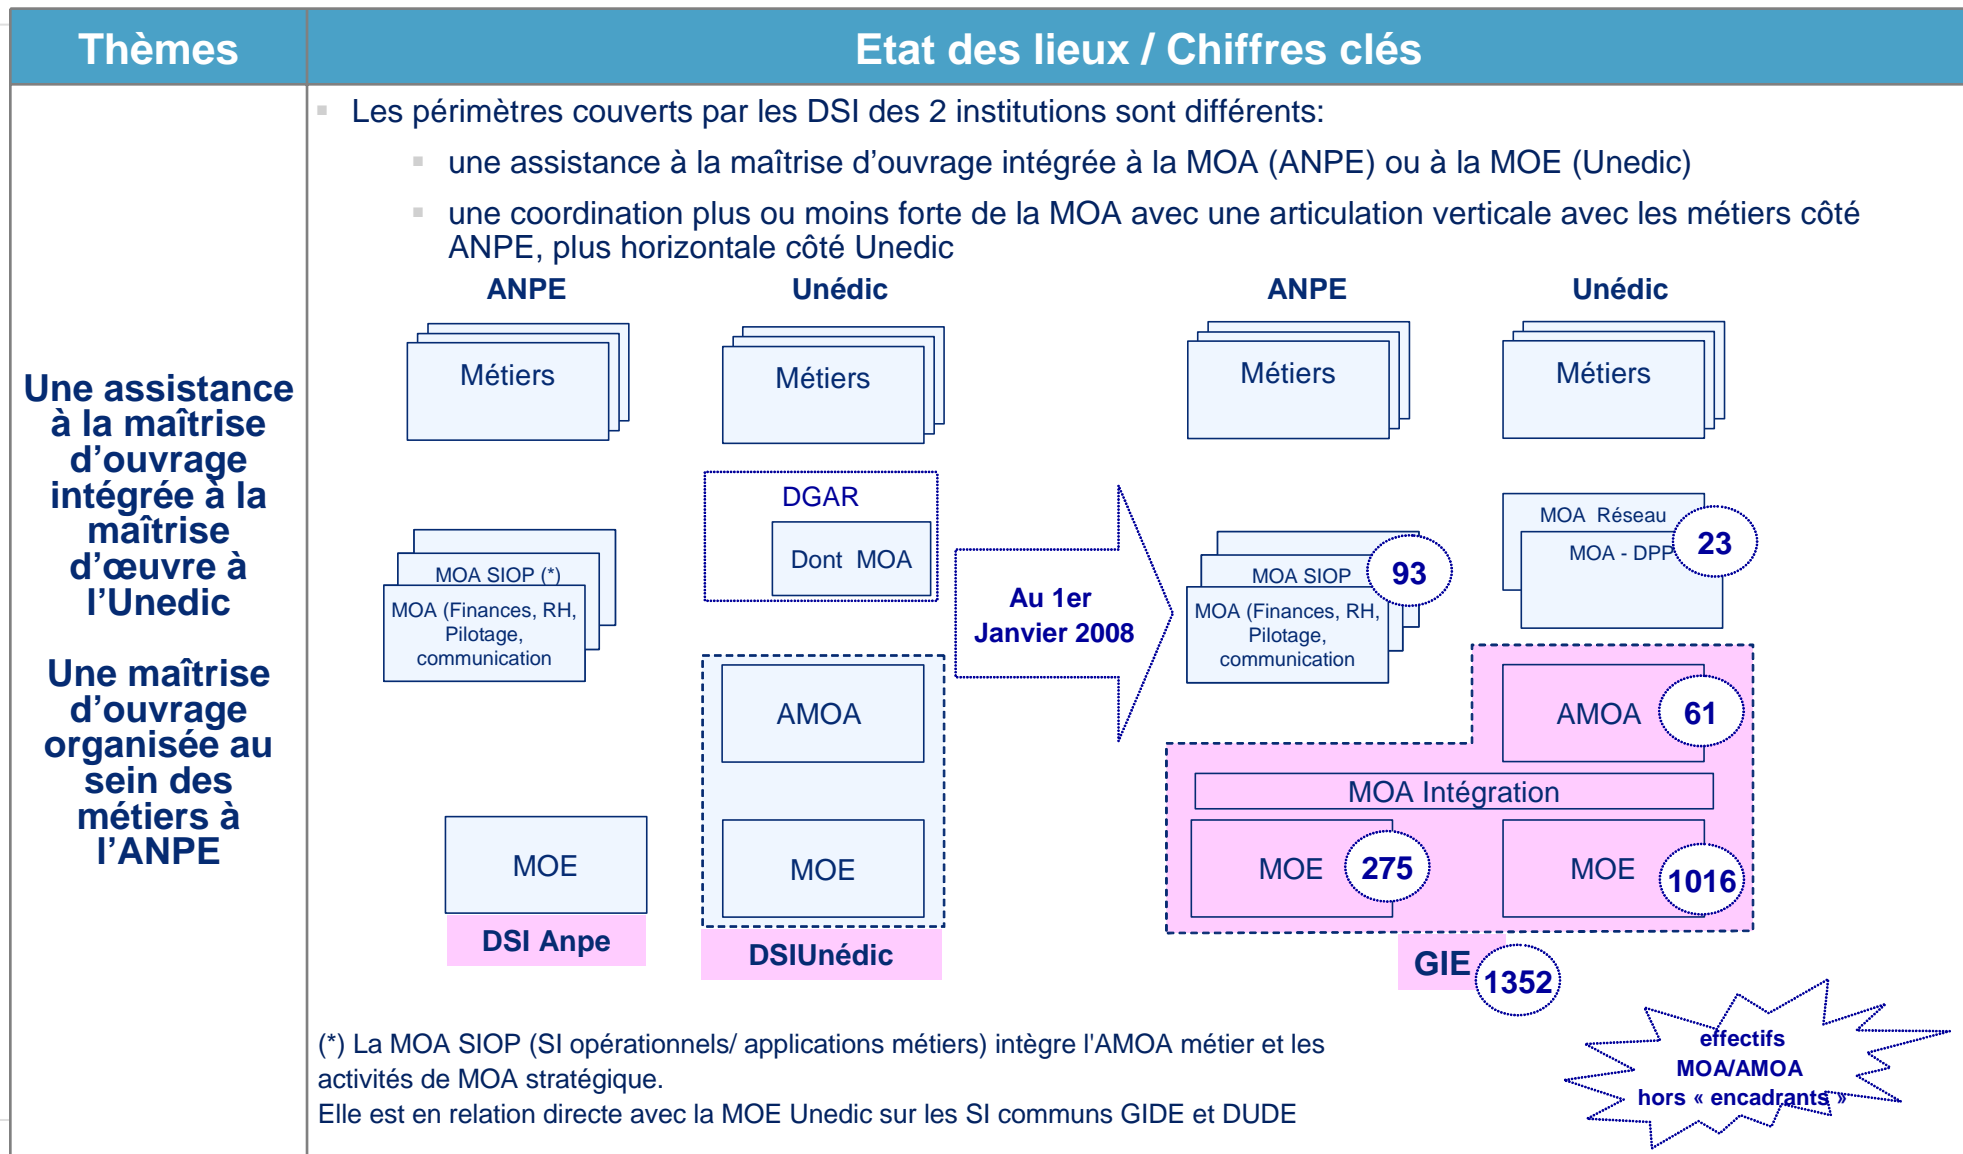 Thèmes
Etat des lieux / Chiffres clés
Une assistance
à la maîtrise
d'ouvrage
intégrée à la
maîtrise
d'œuvre à
l'Unedic
Une maîtrise
d'ouvrage
organisée au
sein des
métiers à
l'ANPE
Les périmètres couverts par les DSI des 2 institutions sont différents:
une assistance à la maîtrise d'ouvrage intégrée à la MOA (ANPE) ou à la MOE (Unedic)
une coordination plus ou moins forte de la MOA avec une articulation verticale avec les métiers côté
ANPE, plus horizontale côté Unedic
ANPE
Unédic
Métiers
Métiers
DGAR
Dont MOA
MOA SIOP (*)
MOA (Finances, RH,
Pilotage,
communication
AMOA
MOE
MOE
DSI Anpe
DSIUnédic
Au 1er
Janvier 2008
ANPE
Unédic
Métiers
Métiers
MOA Réseau
MOA - DPP
23
MOA SIOP
93
MOA (Finances, RH,
Pilotage,
communication
AMOA
61
MOA Intégration
MOE
275
MOE
1016
GIE
1352
effectifs
MOA/AMOA
hors « encadrants »
(*) La MOA SIOP (SI opérationnels/ applications métiers) intègre l'AMOA métier et les
activités de MOA stratégique.
Elle est en relation directe avec la MOE Unedic sur les SI communs GIDE et DUDE